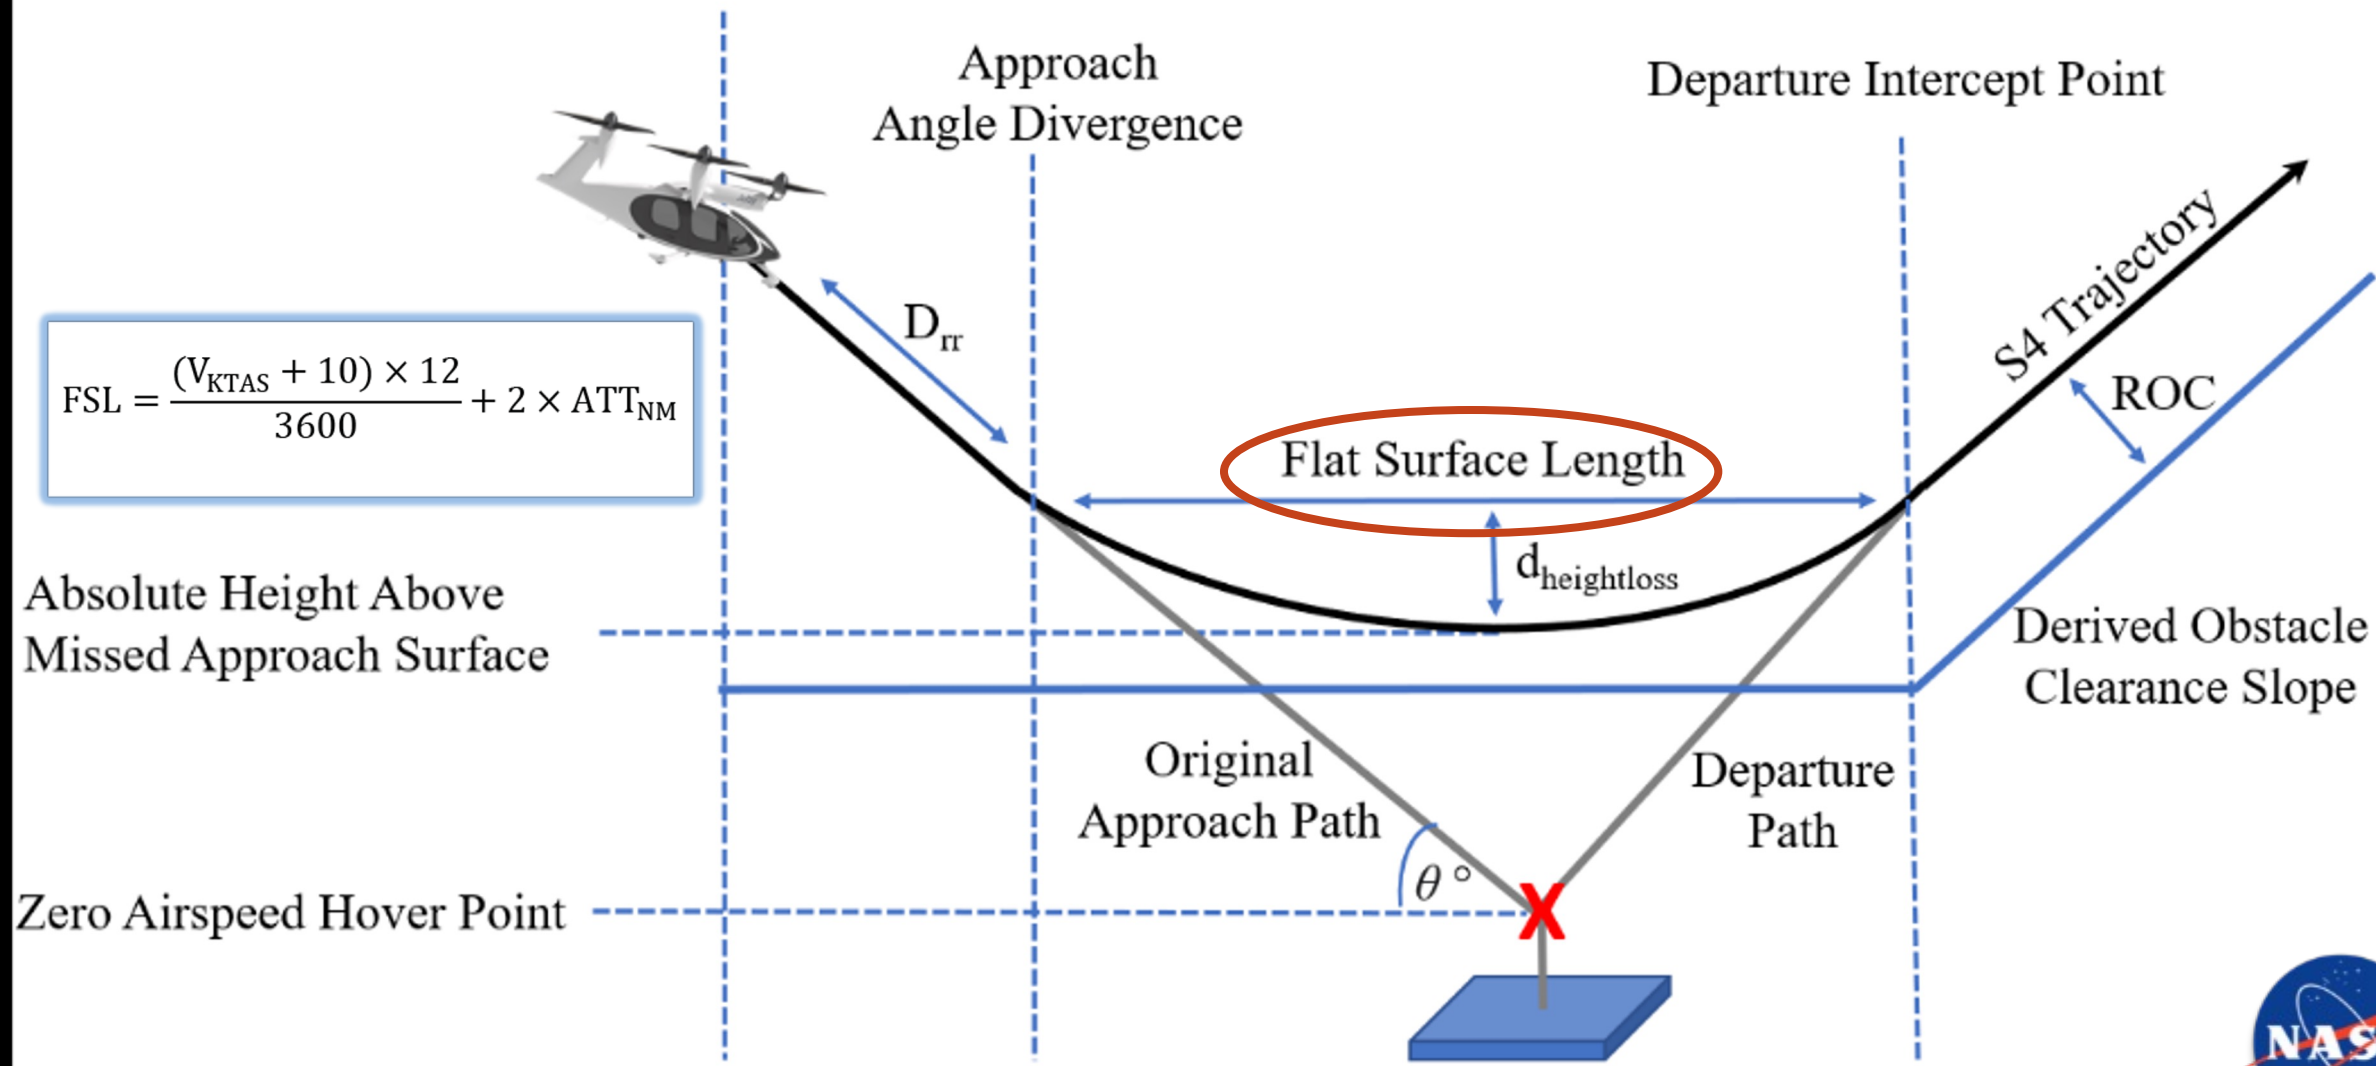 Approach
Angle Divergence
Departure Intercept Point
D_rr
S4 Trajectory
FSL = (V_KTAS + 10) × 12 / 3600 + 2 × ATT_NM
ROC
Flat Surface Length
d_heightloss
Absolute Height Above
Missed Approach Surface
Derived Obstacle
Clearance Slope
Original
Approach Path
Departure
Path
θ °
Zero Airspeed Hover Point
X
NAS